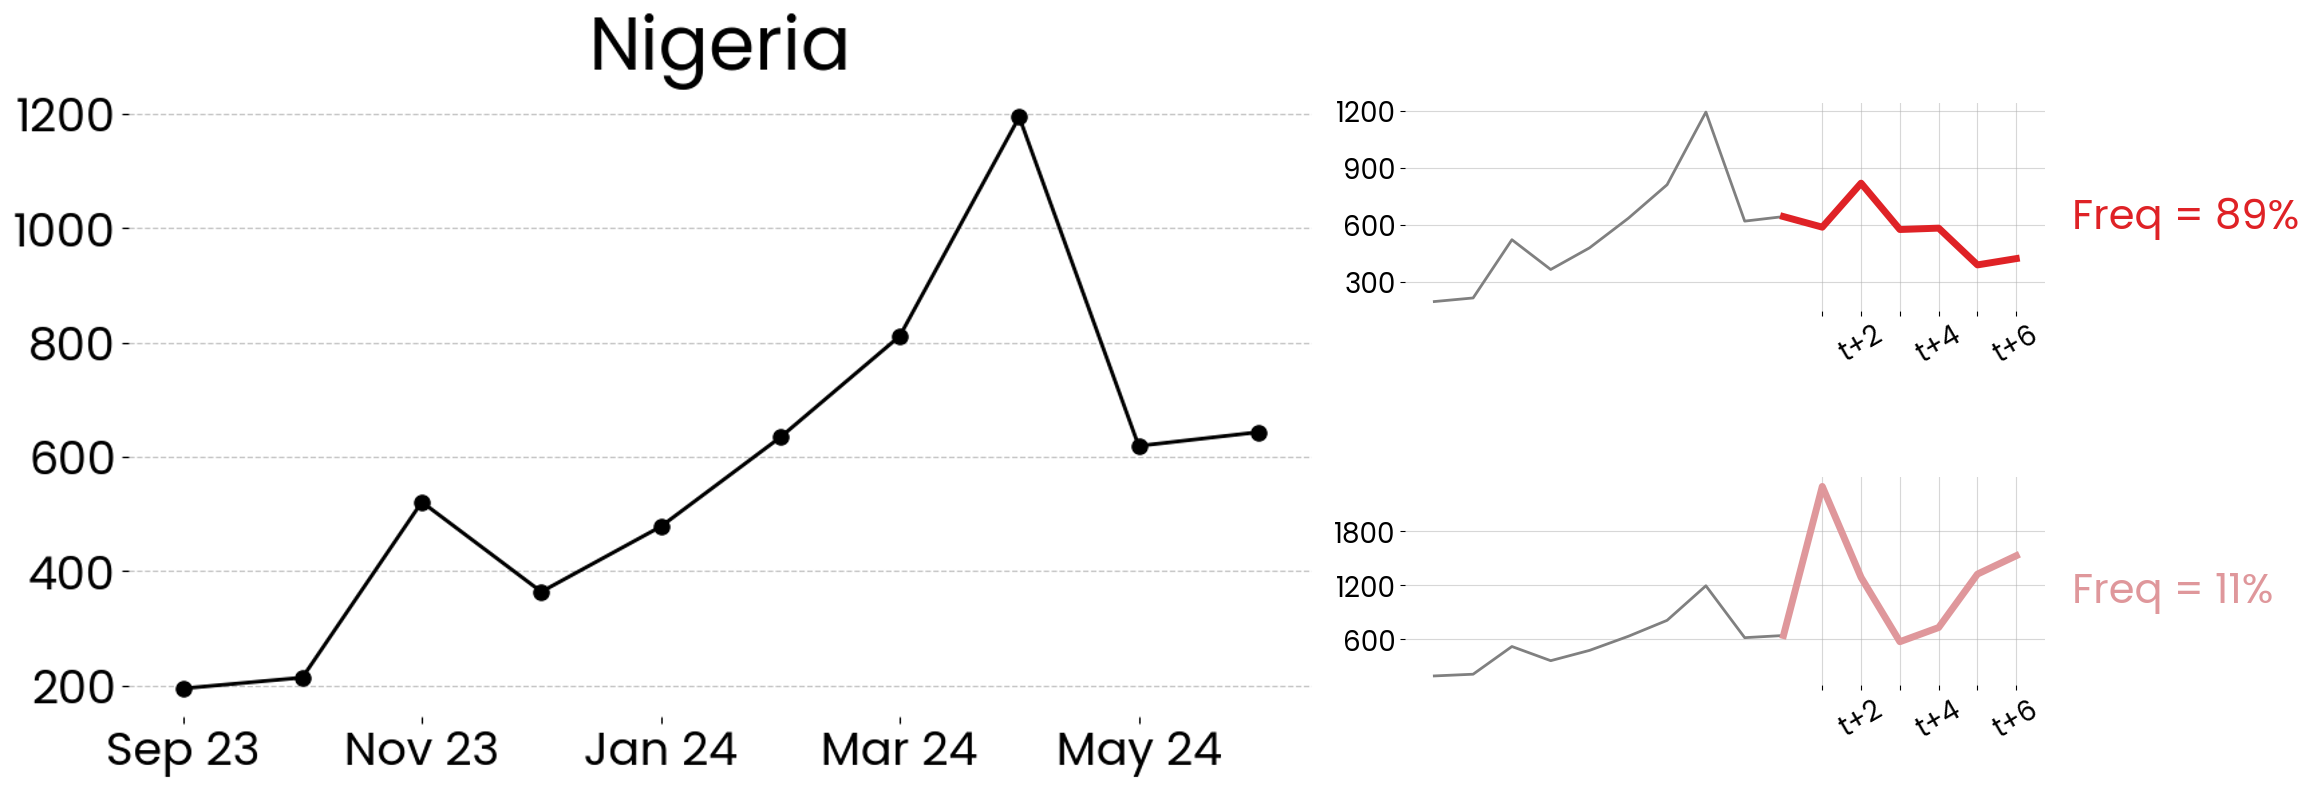 Nigeria
1200
1000
800
600
400
200
Sep 23 Nov 23 Jan 24 Mar 24 May 24
1200
900
600
300
t+2 t+4 t+6
Freq = 89%
1800
1200
600
t+2 t+4 t+6
Freq = 11%